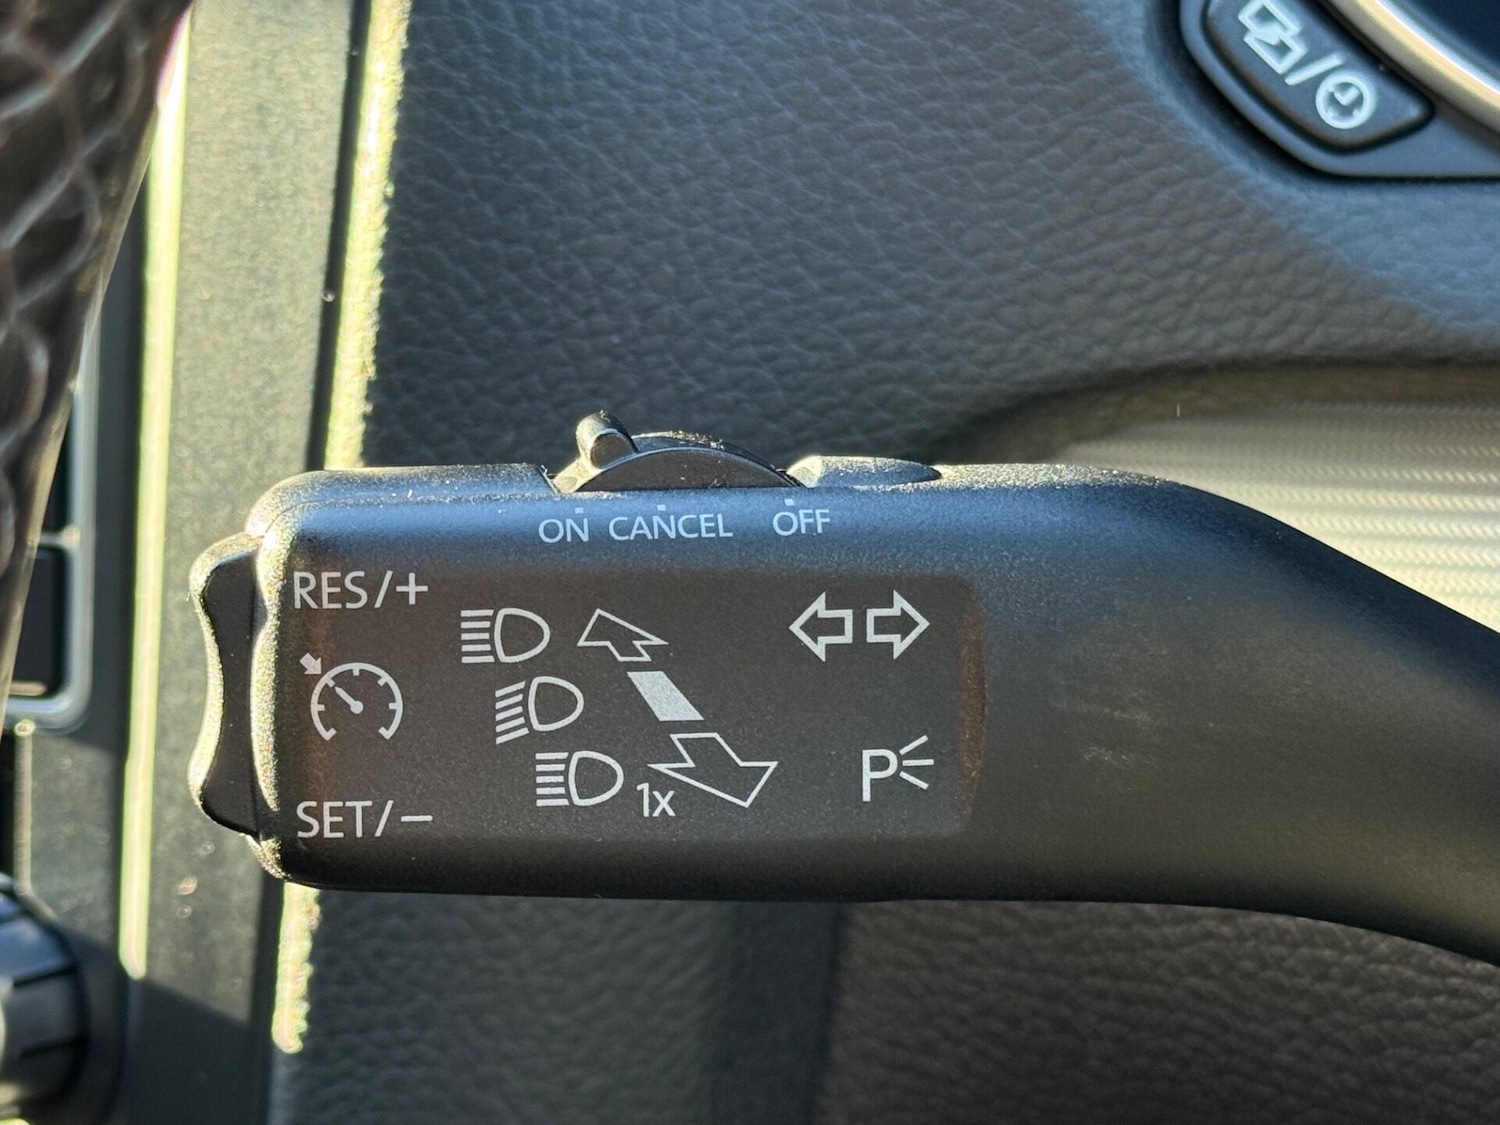 ON CANCEL OFF
RES/+
SET/−
1x
P